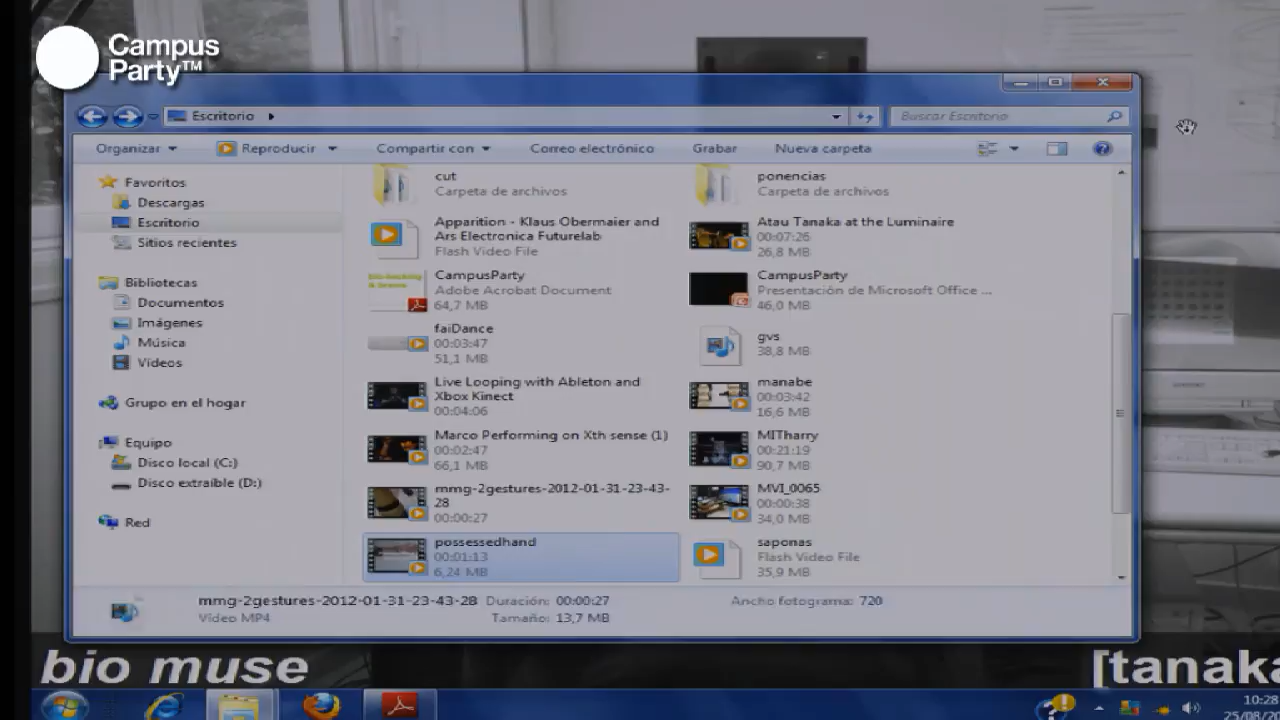 Campus
Party™
Escritorio
Buscar Escritorio
Organizar
Reproducir
Compartir con
Correo electrónico
Grabar
Nueva carpeta
Favoritos
Descargas
Escritorio
Sitios recientes
Bibliotecas
Documentos
Imágenes
Música
Vídeos
Grupo en el hogar
Equipo
Disco local (C:)
Disco extraíble (D:)
Red
cut
Carpeta de archivos
ponencias
Carpeta de archivos
Apparition - Klaus Obermaier and
Ars Electronica Futurelab
Flash Video File
Atau Tanaka at the Luminaire
00:07:26
26,8 MB
CampusParty
Adobe Acrobat Document
64,7 MB
CampusParty
Presentación de Microsoft Office ...
46,0 MB
faiDance
00:03:47
51,1 MB
gvs
38,8 MB
Live Looping with Ableton and
Xbox Kinect
00:04:06
manabe
00:03:42
16,6 MB
Marco Performing on Xth sense (1)
00:02:47
66,1 MB
MITharry
00:21:19
90,7 MB
mmg-2gestures-2012-01-31-23-43-
28
00:00:27
MVI_0065
00:00:38
34,0 MB
possessedhand
00:01:13
6,24 MB
saponas
Flash Video File
35,9 MB
mmg-2gestures-2012-01-31-23-43-28 Duración: 00:00:27
Ancho fotograma: 720
Vídeo MP4
Tamaño: 13,7 MB
bio muse
[tanaka
10:28
25/08/20